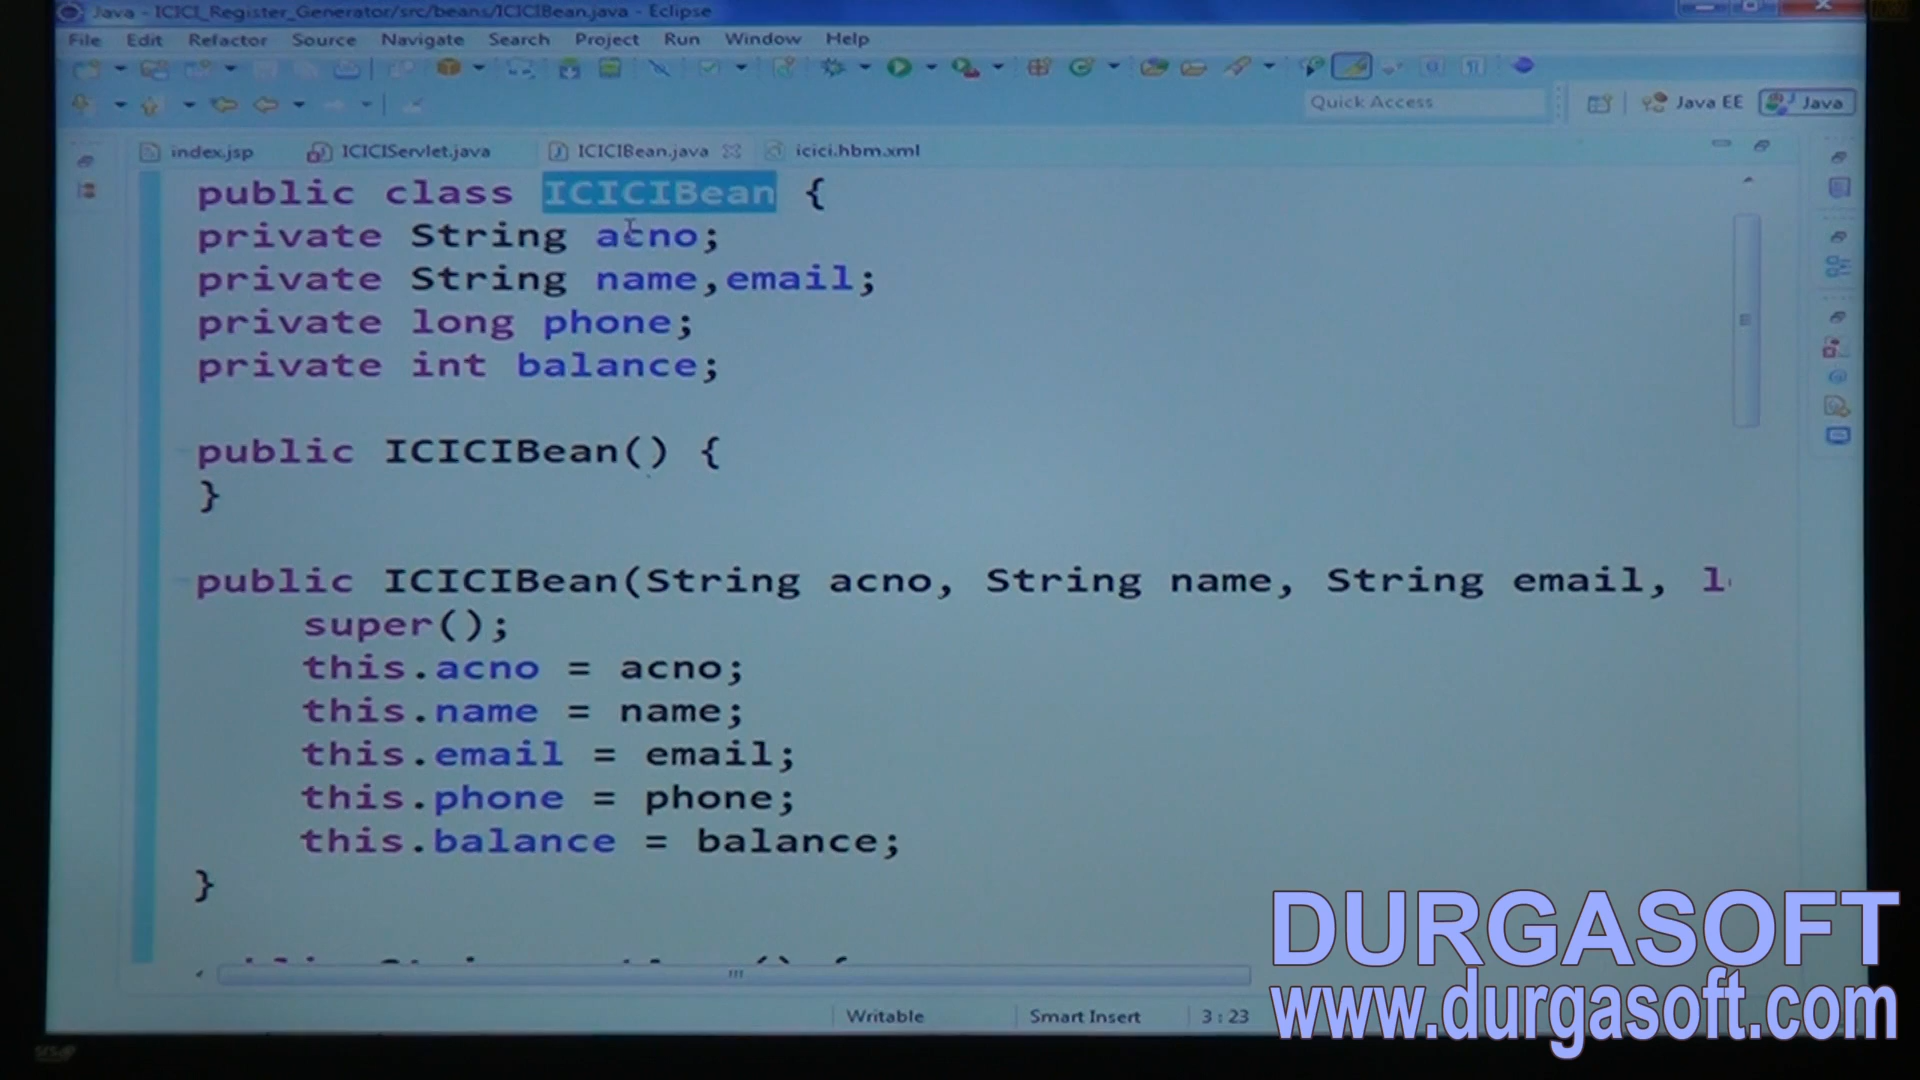 Java - ICICI_Register_Generator/src/beans/ICICIBean.java - Eclipse
File Edit Refactor Source Navigate Search Project Run Window Help
Quick Access Java EE Java
index.jsp ICICIServlet.java ICICIBean.java icici.hbm.xml
public class ICICIBean {
private String acno;
private String name,email;
private long phone;
private int balance;
public ICICIBean() {
}
public ICICIBean(String acno, String name, String email,
super();
this.acno = acno;
this.name = name;
this.email = email;
this.phone = phone;
this.balance = balance;
}
Writable Smart Insert 3 : 23
DURGASOFT
www.durgasoft.com